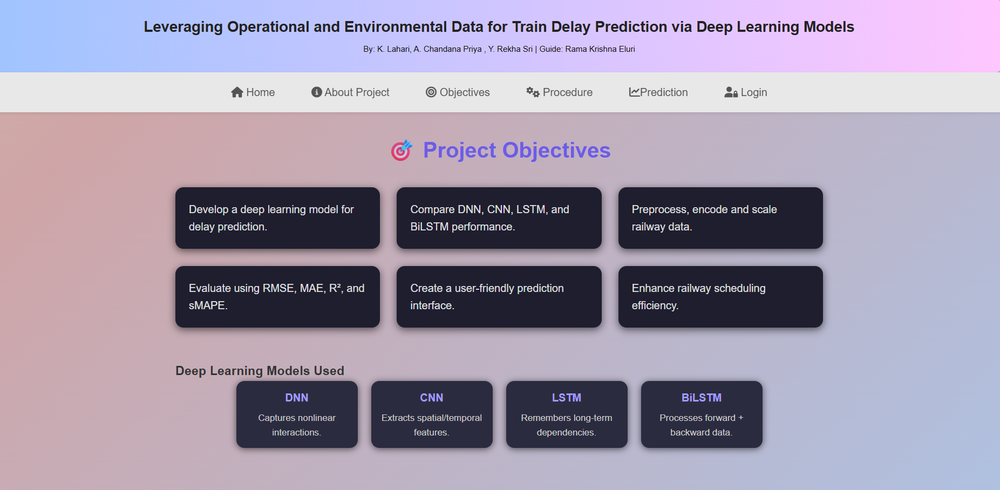 Leveraging Operational and Environmental Data for Train Delay Prediction via Deep Learning Models
By: K. Lahari, A. Chandana Priya , Y. Rekha Sri | Guide: Rama Krishna Eluri
Home About Project Objectives Procedure Prediction Login
Project Objectives
Develop a deep learning model for
delay prediction.
Compare DNN, CNN, LSTM, and
BiLSTM performance.
Preprocess, encode and scale
railway data.
Evaluate using RMSE, MAE, R², and
sMAPE.
Create a user-friendly prediction
interface.
Enhance railway scheduling
efficiency.
Deep Learning Models Used
DNN
Captures nonlinear
interactions.
CNN
Extracts spatial/temporal
features.
LSTM
Remembers long-term
dependencies.
BiLSTM
Processes forward +
backward data.